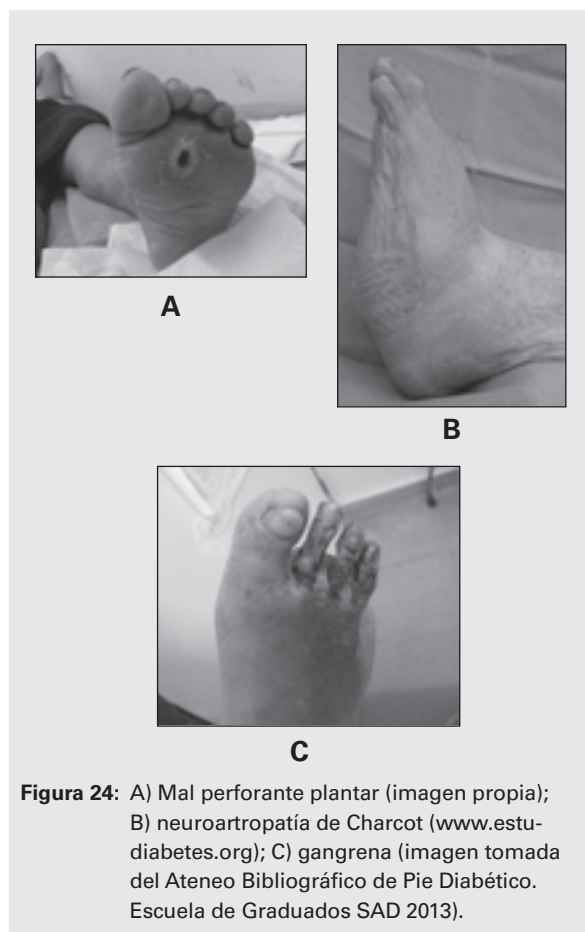 A
B
C
Figura 24: A) Mal perforante plantar (imagen propia);
B) neuroartropatía de Charcot (www.estu-
diabetes.org); C) gangrena (imagen tomada
del Ateneo Bibliográfico de Pie Diabético.
Escuela de Graduados SAD 2013).